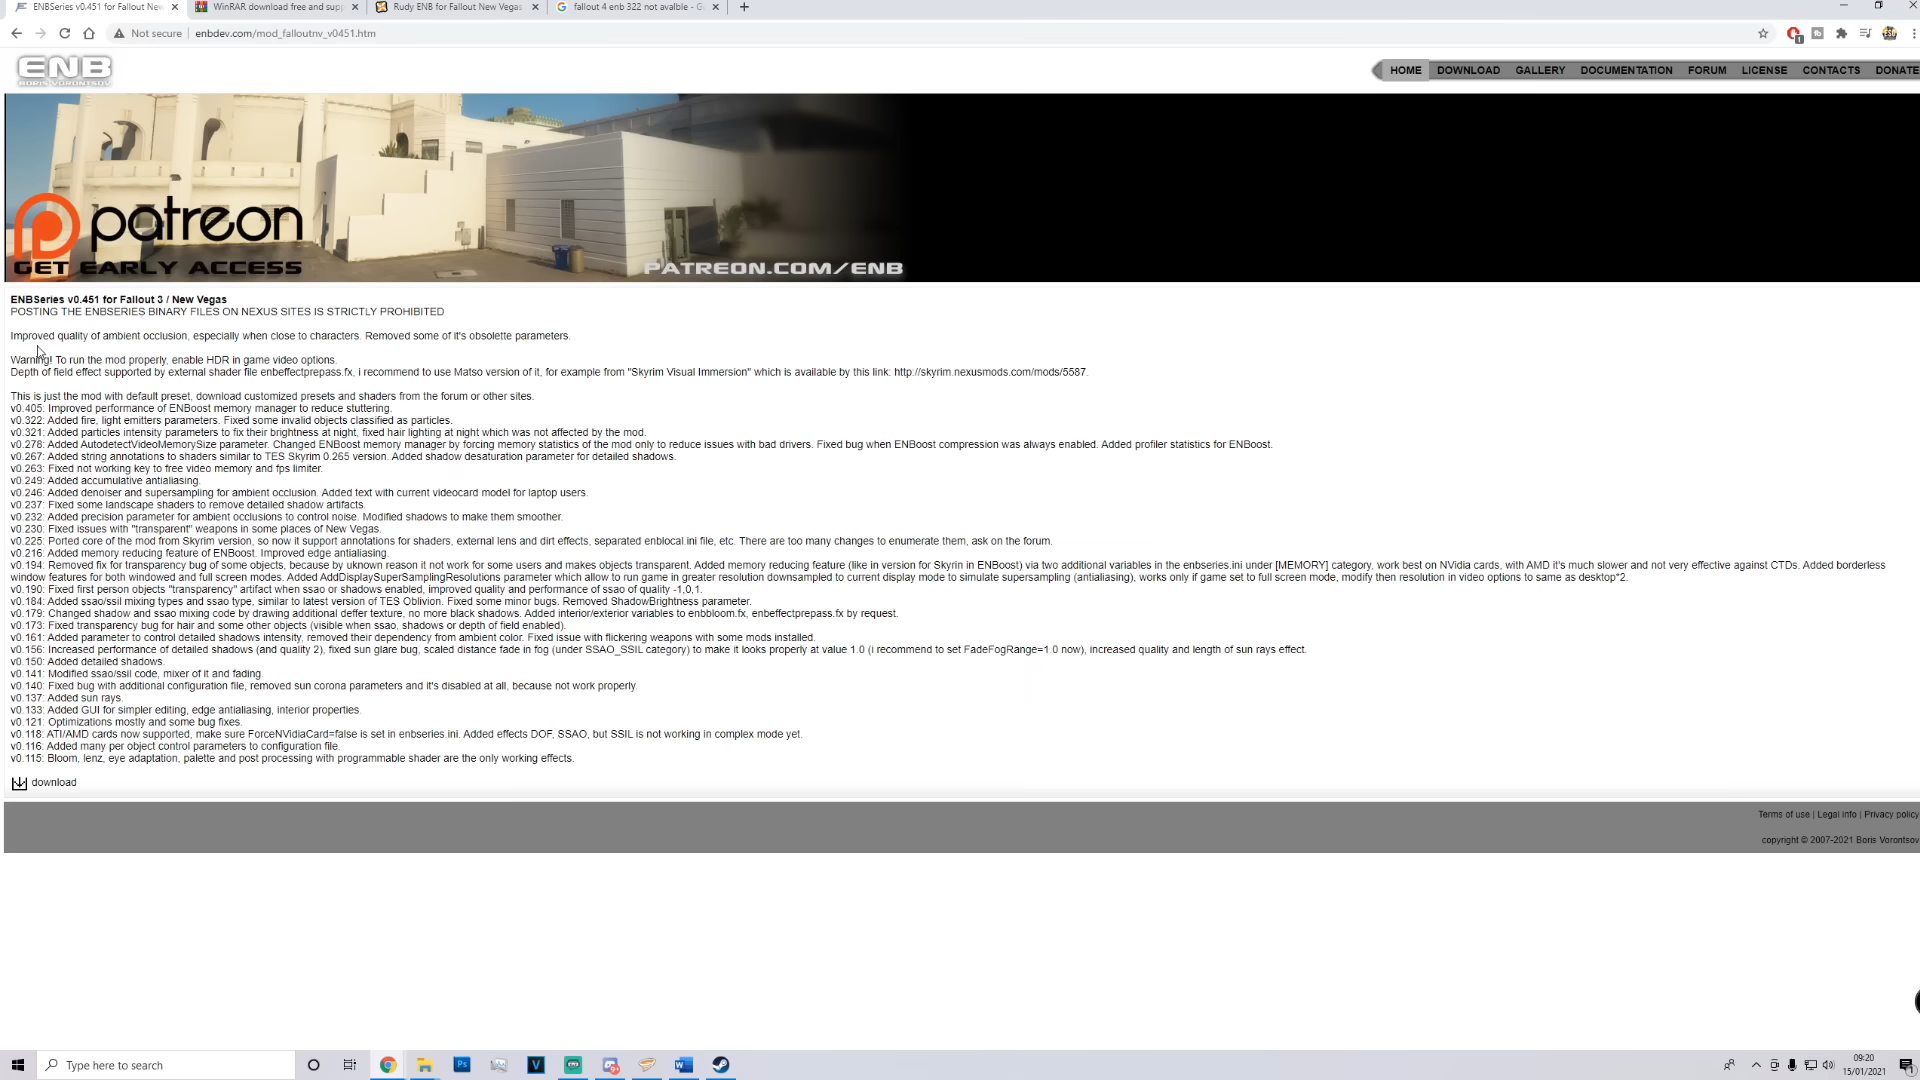 ENBSeries v0.451 for Fallout New
WinRAR download free and supp
Rudy ENB for Fallout New Vegas
fallout 4 enb 322 not avalble - G
Not secure
enbdev.com/mod_falloutnv_v0451.htm
ENB
BORIS VORONTSOV
HOME
DOWNLOAD
GALLERY
DOCUMENTATION
FORUM
LICENSE
CONTACTS
DONATE
patreon
GET EARLY ACCESS
PATREON.COM/ENB
ENBSeries v0.451 for Fallout 3 / New Vegas
POSTING THE ENBSERIES BINARY FILES ON NEXUS SITES IS STRICTLY PROHIBITED
Improved quality of ambient occlusion, especially when close to characters. Removed some of it's obsolette parameters.
Warning! To run the mod properly, enable HDR in game video options.
Depth of field effect supported by external shader file enbeffectprepass.fx, i recommend to use Matso version of it, for example from "Skyrim Visual Immersion" which is available by this link: http://skyrim.nexusmods.com/mods/5587.
This is just the mod with default preset, download customized presets and shaders from the forum or other sites.
v0.405: Improved performance of ENBoost memory manager to reduce stuttering.
v0.322: Added fire, light emitters parameters. Fixed some invalid objects classified as particles.
v0.321: Added particles intensity parameters to fix their brightness at night, fixed hair lighting at night which was not affected by the mod.
v0.278: Added AutodetectVideoMemorySize parameter. Changed ENBoost memory manager by forcing memory statistics of the mod only to reduce issues with bad drivers. Fixed bug when ENBoost compression was always enabled. Added profiler statistics for ENBoost.
v0.267: Added string annotations to shaders similar to TES Skyrim 0.265 version. Added shadow desaturation parameter for detailed shadows.
v0.263: Fixed not working key to free video memory and fps limiter.
v0.249: Added accumulative antialiasing.
v0.246: Added denoiser and supersampling for ambient occlusion. Added text with current videocard model for laptop users.
v0.237: Fixed some landscape shaders to remove detailed shadow artifacts.
v0.232: Added precision parameter for ambient occlusions to control noise. Modified shadows to make them smoother.
v0.230: Fixed issues with "transparent" weapons in some places of New Vegas.
v0.225: Ported core of the mod from Skyrim version, so now it support annotations for shaders, external lens and dirt effects, separated enblocal.ini file, etc. There are too many changes to enumerate them, ask on the forum.
v0.216: Added memory reducing feature of ENBoost. Improved edge antialiasing.
v0.194: Removed fix for transparency bug of some objects, because by uknown reason it not work for some users and makes objects transparent. Added memory reducing feature (like in version for Skyrin in ENBoost) via two additional variables in the enbseries.ini under [MEMORY] category, work best on NVidia cards, with AMD it's much slower and not very effective against CTDs. Added borderless
window features for both windowed and full screen modes. Added AddDisplaySuperSamplingResolutions parameter which allow to run game in greater resolution downsampled to current display mode to simulate supersampling (antialiasing), works only if game set to full screen mode, modify then resolution in video options to same as desktop*2.
v0.190: Fixed first person objects "transparency" artifact when ssao or shadows enabled, improved quality and performance of ssao of quality -1,0,1.
v0.184: Added ssao/ssil mixing types and ssao type, similar to latest version of TES Oblivion. Fixed some minor bugs. Removed ShadowBrightness parameter.
v0.179: Changed shadow and ssao mixing code by drawing additional deffer texture, no more black shadows. Added interior/exterior variables to enbbloom.fx, enbeffectprepass.fx by request.
v0.173: Fixed transparency bug for hair and some other objects (visible when ssao, shadows or depth of field enabled).
v0.161: Added parameter to control detailed shadows intensity, removed their dependency from ambient color. Fixed issue with flickering weapons with some mods installed.
v0.156: Increased performance of detailed shadows (and quality 2), fixed sun glare bug, scaled distance fade in fog (under SSAO_SSIL category) to make it looks properly at value 1.0 (i recommend to set FadeFogRange=1.0 now), increased quality and length of sun rays effect.
v0.150: Added detailed shadows.
v0.141: Modified ssao/ssil code, mixer of it and fading.
v0.140: Fixed bug with additional configuration file, removed sun corona parameters and it's disabled at all, because not work properly.
v0.137: Added sun rays.
v0.133: Added GUI for simpler editing, edge antialiasing, interior properties.
v0.121: Optimizations mostly and some bug fixes.
v0.118: ATI/AMD cards now supported, make sure ForceNVidiaCard=false is set in enbseries.ini. Added effects DOF, SSAO, but SSIL is not working in complex mode yet.
v0.116: Added many per object control parameters to configuration file.
v0.115: Bloom, lenz, eye adaptation, palette and post processing with programmable shader are the only working effects.
download
Terms of use | Legal info | Privacy policy
copyright © 2007-2021 Boris Vorontsov
Type here to search
09:20
15/01/2021